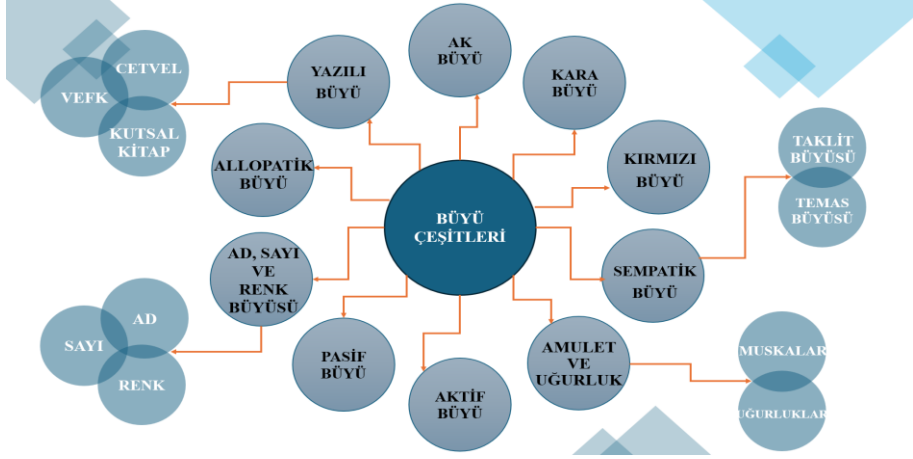 AK
BÜYÜ
KARA
BÜYÜ
KIRMIZI
BÜYÜ
SEMPATİK
BÜYÜ
TAKLİT
BÜYÜSÜ
TEMAS
BÜYÜSÜ
AMULET
VE
UĞURLUK
MUSKALAR
UĞURLUKLAR
AKTİF
BÜYÜ
PASİF
BÜYÜ
AD, SAYI
VE
RENK
BÜYÜSÜ
AD
SAYI
RENK
ALLOPATİK
BÜYÜ
YAZILI
BÜYÜ
CETVEL
VEFK
KUTSAL
KİTAP
BÜYÜ
ÇEŞİTLERİ